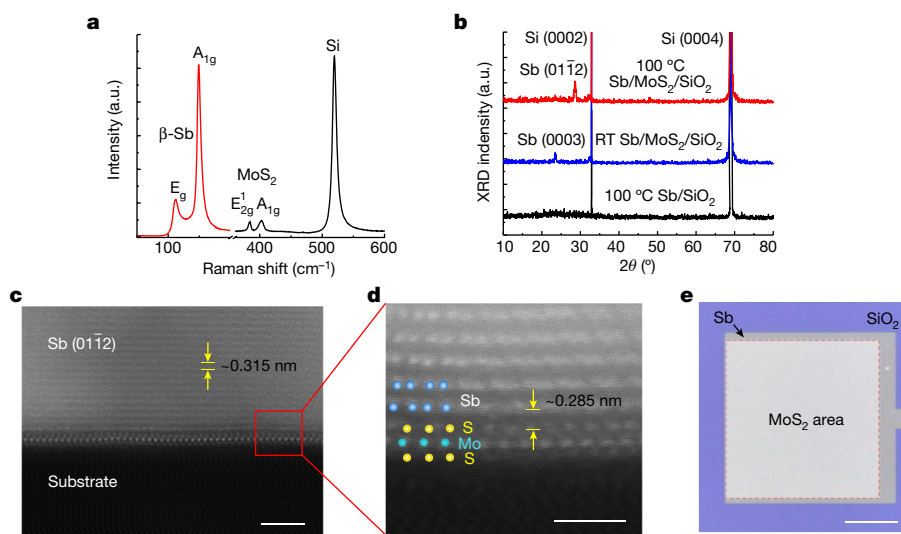 a
Intensity (a.u.)
A1g
Si
β-Sb
Eg
MoS2
E12g A1g
100 400 500 600
Raman shift (cm–1)
b
XRD indensity (a.u.)
Si (0002) Si (0004)
Sb (011̅2) 100 ºC
Sb/MoS2/SiO2
Sb (0003) RT Sb/MoS2/SiO2
100 ºC Sb/SiO2
10 20 30 40 50 60 70 80
2θ (º)
c
Sb (011̅2)
~0.315 nm
Substrate
d
Sb
~0.285 nm
S
Mo
S
e
Sb SiO2
MoS2 area